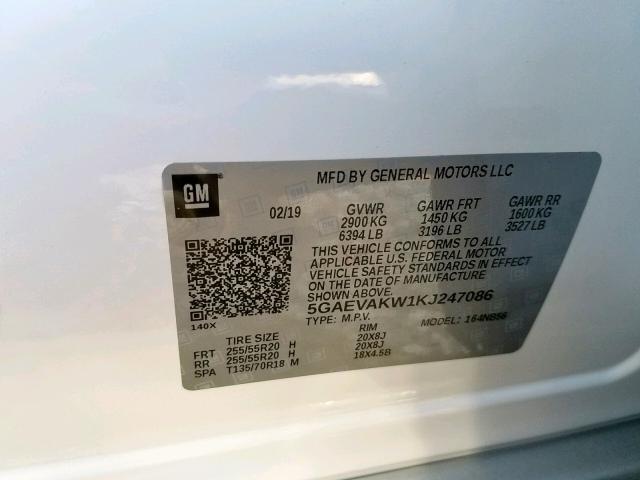 GM
MFD BY GENERAL MOTORS LLC
02/19 GVWR GAWR FRT GAWR RR
2900 KG 1450 KG 1600 KG
6394 LB 3196 LB 3527 LB
THIS VEHICLE CONFORMS TO ALL
APPLICABLE U.S. FEDERAL MOTOR
VEHICLE SAFETY STANDARDS IN EFFECT
ON THE DATE OF MANUFACTURE
SHOWN ABOVE.
5GAEVAKW1KJ247086
140X
TYPE: M.P.V. MODEL: 164NB56
TIRE SIZE RIM
FRT 255/55R20 H 20X8J
RR 255/55R20 H 20X8J
SPA T135/70R18 M 18X4.5B